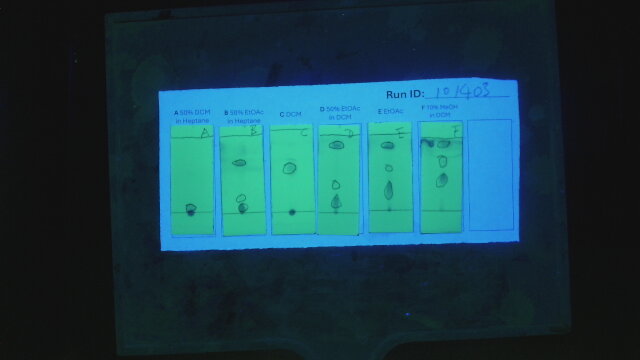 Run ID: 101403
A 50% DCM
in Heptane
B 50% EtOAc
in Heptane
C DCM
D 50% EtOAc
in DCM
E EtOAc
F 10% MeOH
in DCM
A
B
C
D
E
F